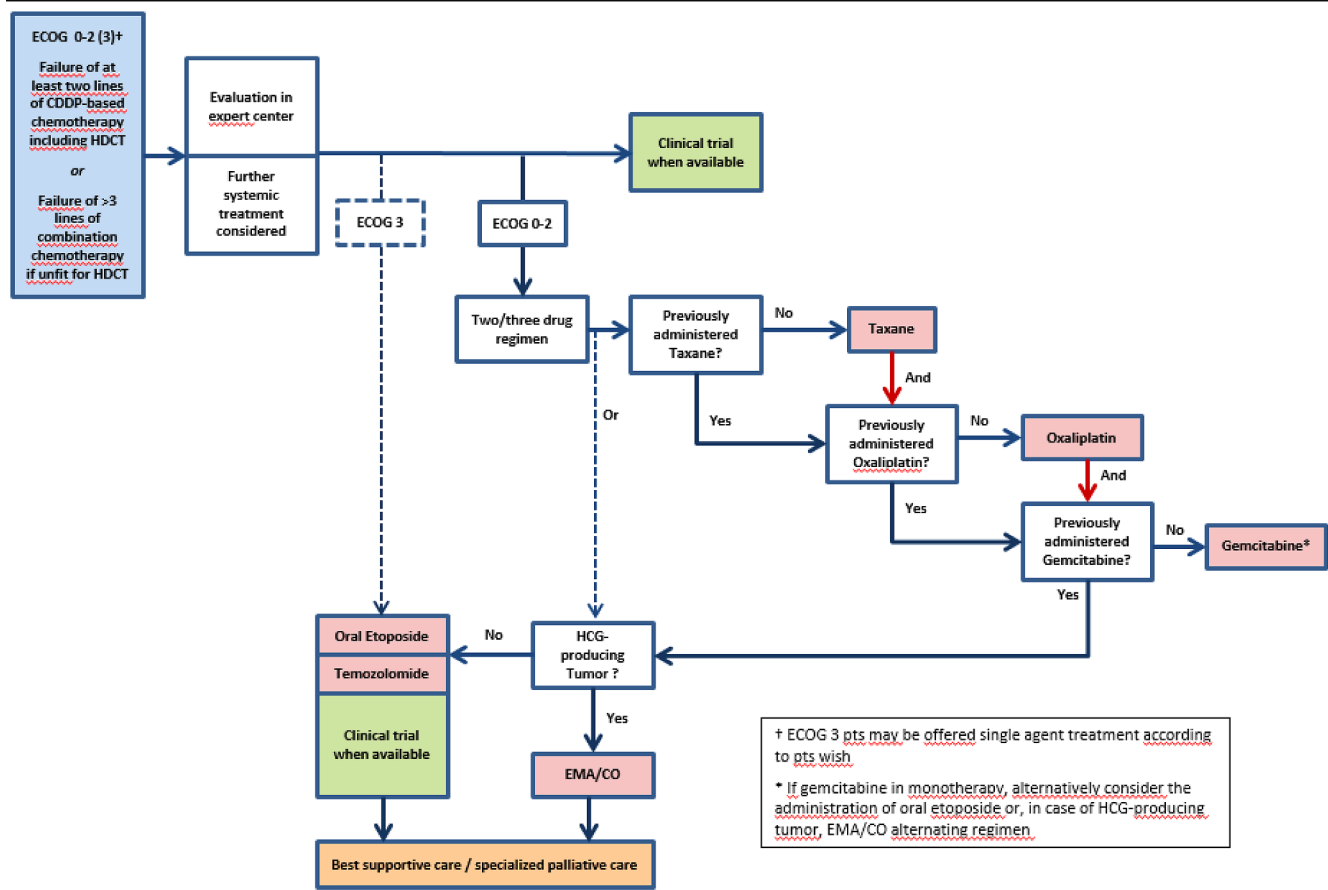 ECOG 0-2 (3)+
Failure of at
least two lines
of CDDP-based
chemotherapy
including HDCT
or
Failure of >3
lines of
combination
chemotherapy
if unfit for HDCT
Evaluation in
expert center
Further
systemic
treatment
considered
Clinical trial
when available
ECOG 3
ECOG 0-2
Two/three drug
regimen
Previously
administered
Taxane?
No
Taxane
And
Or
Yes
Previously
administered
Oxaliplatin?
No
Oxaliplatin
And
Yes
Previously
administered
Gemcitabine?
No
Gemcitabine*
Yes
Oral Etoposide
Temozolomide
Clinical trial
when available
No
HCG-
producing
Tumor ?
Yes
EMA/CO
Best supportive care / specialized palliative care
† ECOG 3 pts may be offered single agent treatment according
to pts wish
* If gemcitabine in monotherapy, alternatively consider the
administration of oral etoposide or, in case of HCG-producing
tumor, EMA/CO alternating regimen